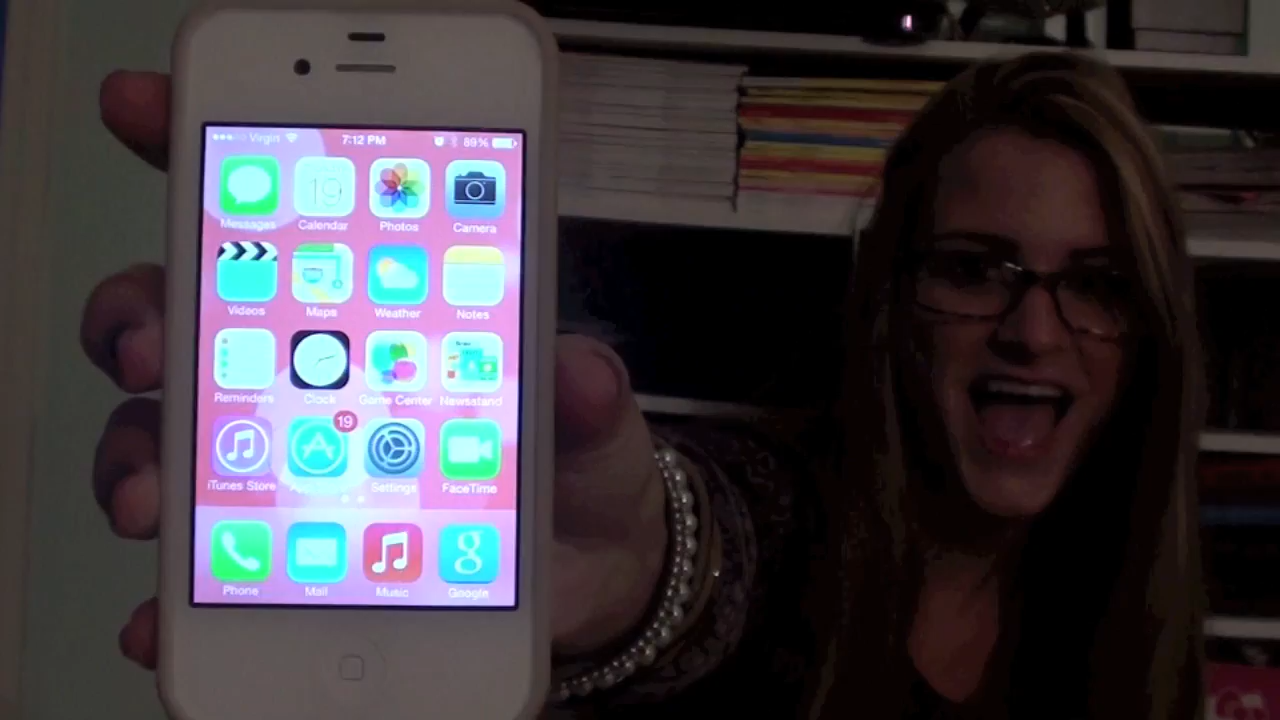 Virgin 7:12 PM 89%
19
Messages Calendar Photos Camera
Videos Maps Weather Notes
Reminders Clock Game Center Newsstand
19
iTunes Store Settings FaceTime
8
Phone Mail Music Google